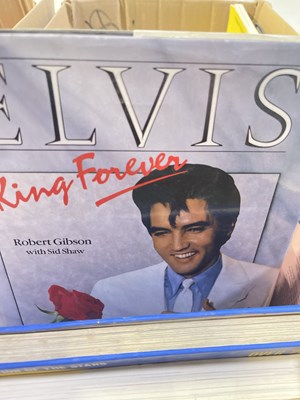 ELVIS
King Forever
Robert Gibson
with Sid Shaw